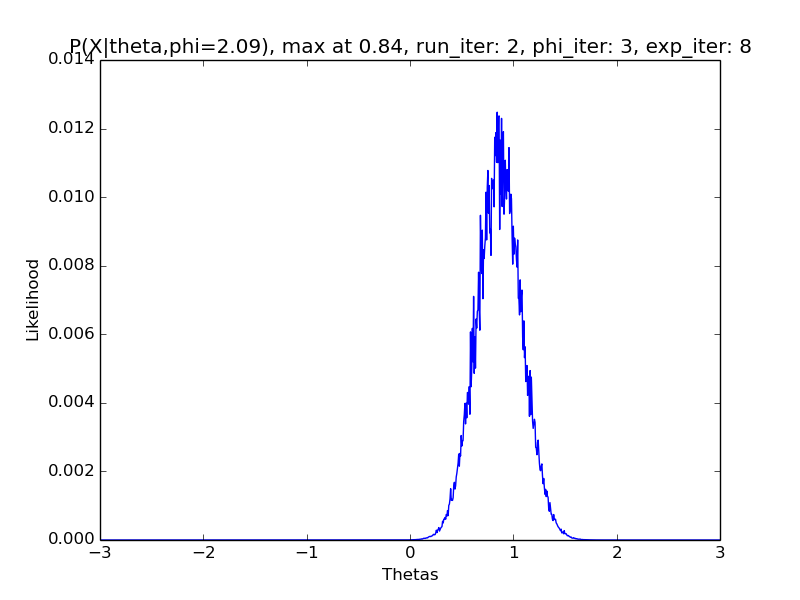 P(X|theta,phi=2.09), max at 0.84, run_iter: 2, phi_iter: 3, exp_iter: 8
0.014
0.012
0.010
0.008
0.006
0.004
0.002
0.000
Likelihood
−3 −2 −1 0 1 2 3
Thetas